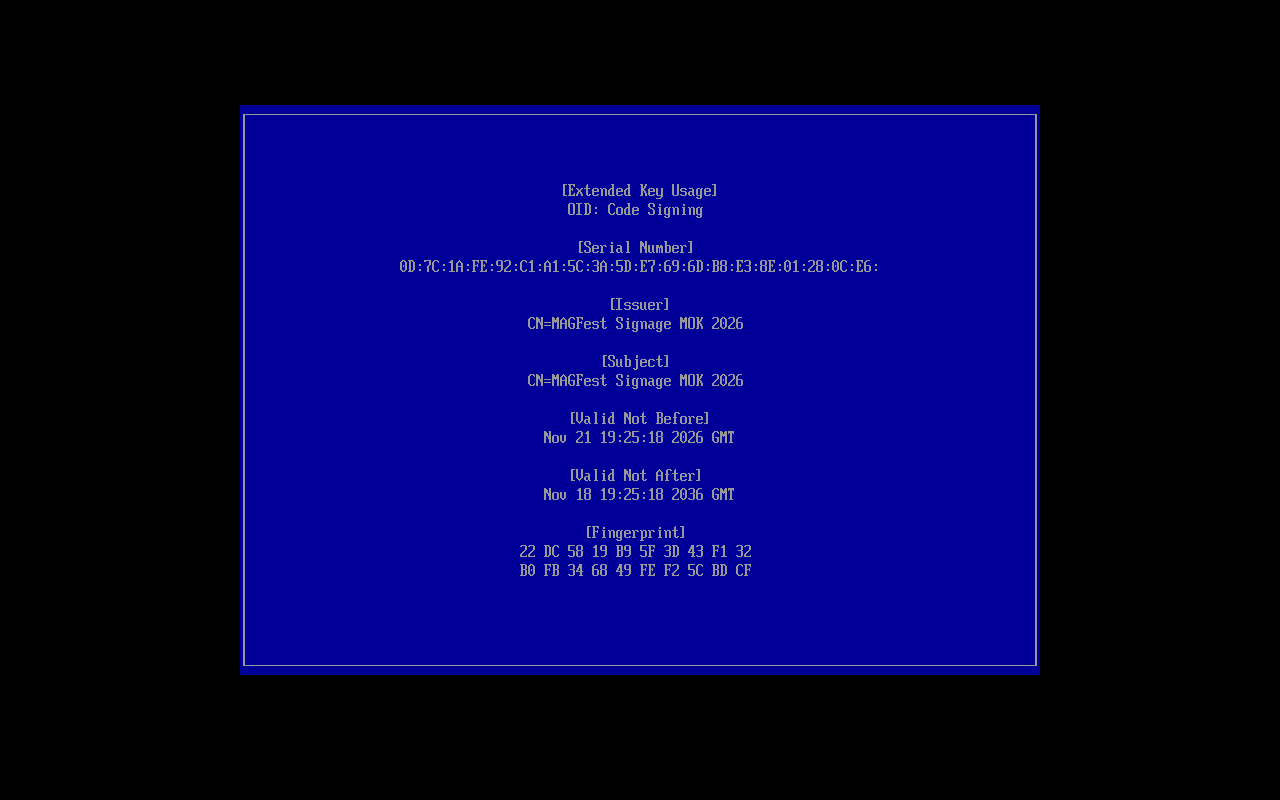 [Extended Key Usage]
OID: Code Signing
[Serial Number]
0D:7C:1A:FE:92:C1:A1:5C:3A:5D:E7:69:6D:B8:E3:8E:01:28:0C:E6:
[Issuer]
CN=MAGFest Signage MOK 2026
[Subject]
CN=MAGFest Signage MOK 2026
[Valid Not Before]
Nov 21 19:25:18 2026 GMT
[Valid Not After]
Nov 18 19:25:18 2036 GMT
[Fingerprint]
22 DC 58 19 B9 5F 3D 43 F1 32
B0 FB 34 68 49 FE F2 5C BD CF